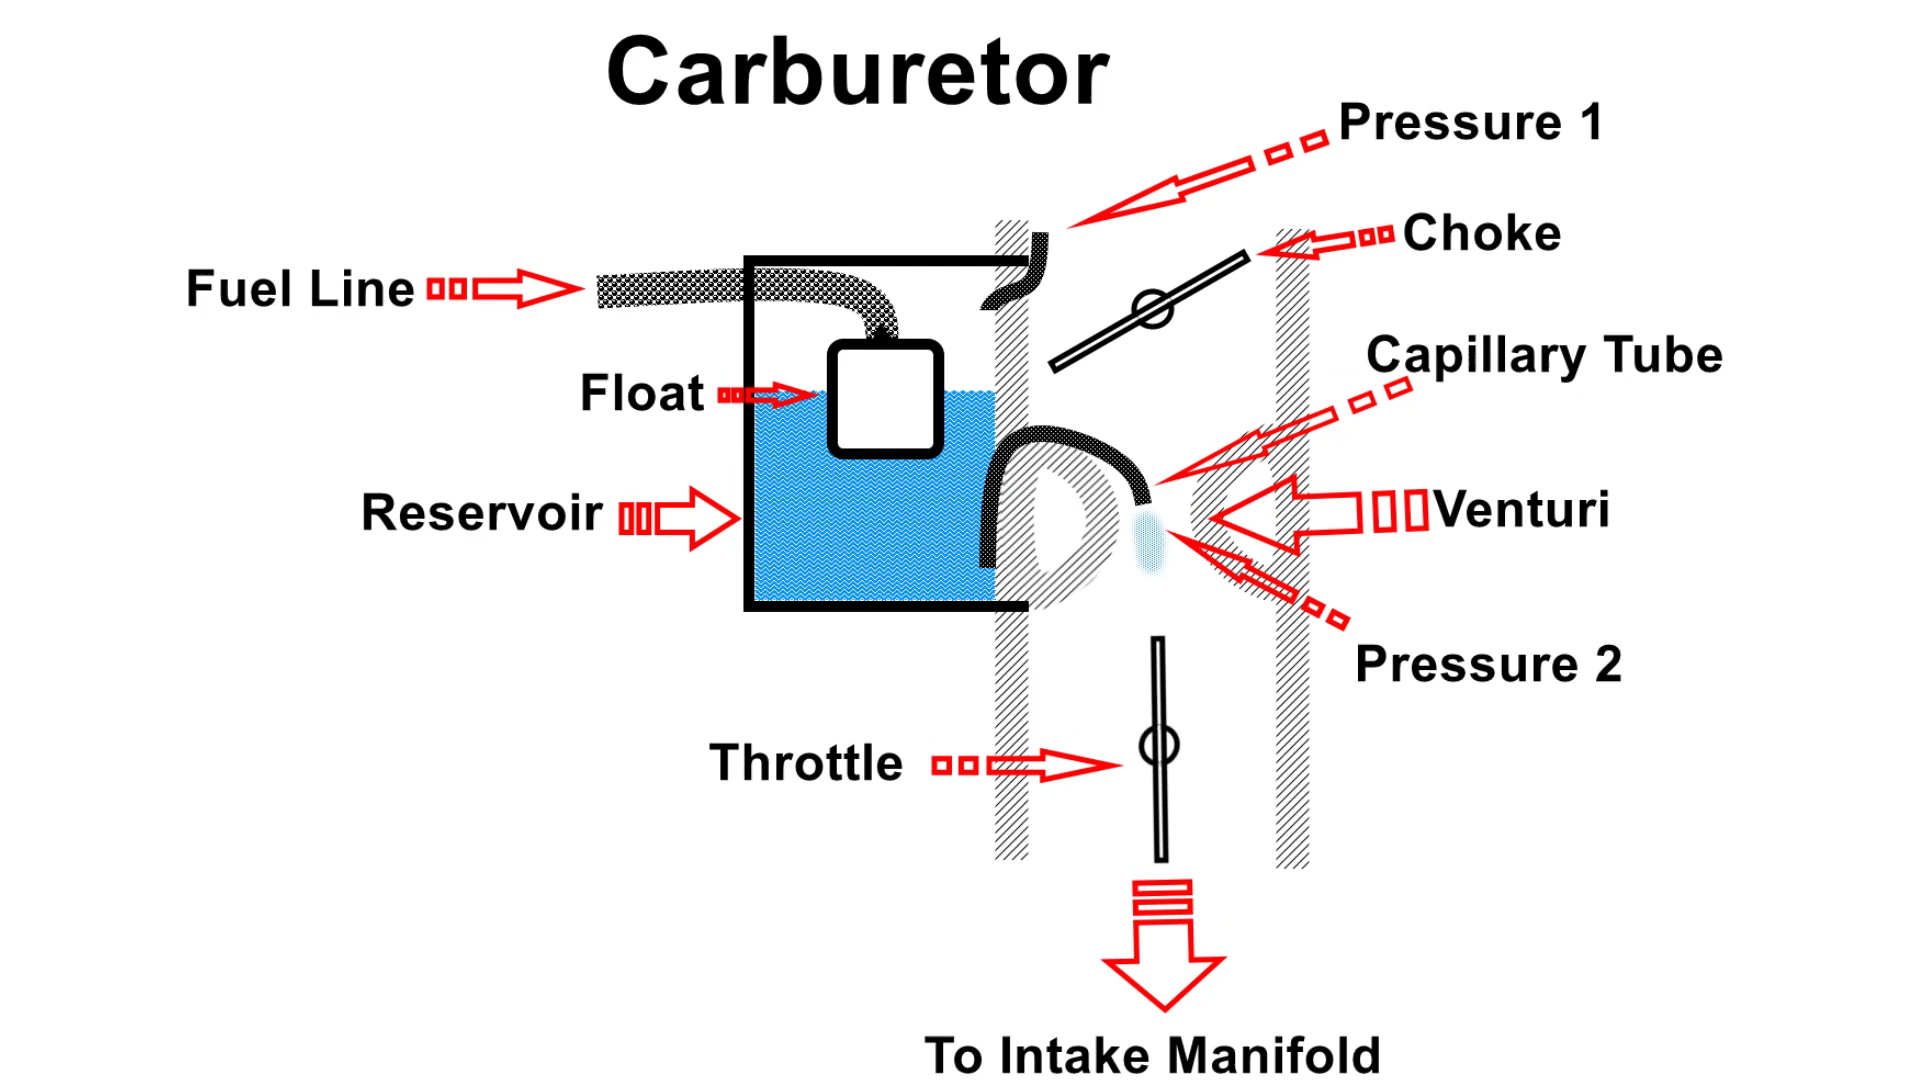 Carburetor
Pressure 1
Choke
Fuel Line
Capillary Tube
Float
Reservoir
Venturi
Pressure 2
Throttle
To Intake Manifold